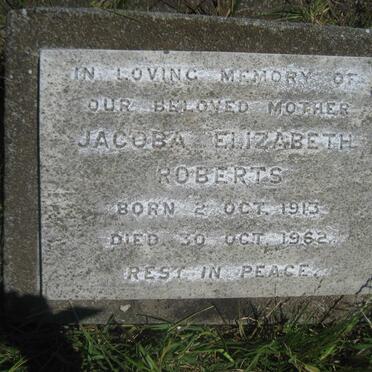 IN LOVING MEMORY OF
OUR BELOVED MOTHER
JACOBA ELIZABETH
ROBERTS
BORN 2 OCT. 1913
DIED 30 OCT. 1962
REST IN PEACE.